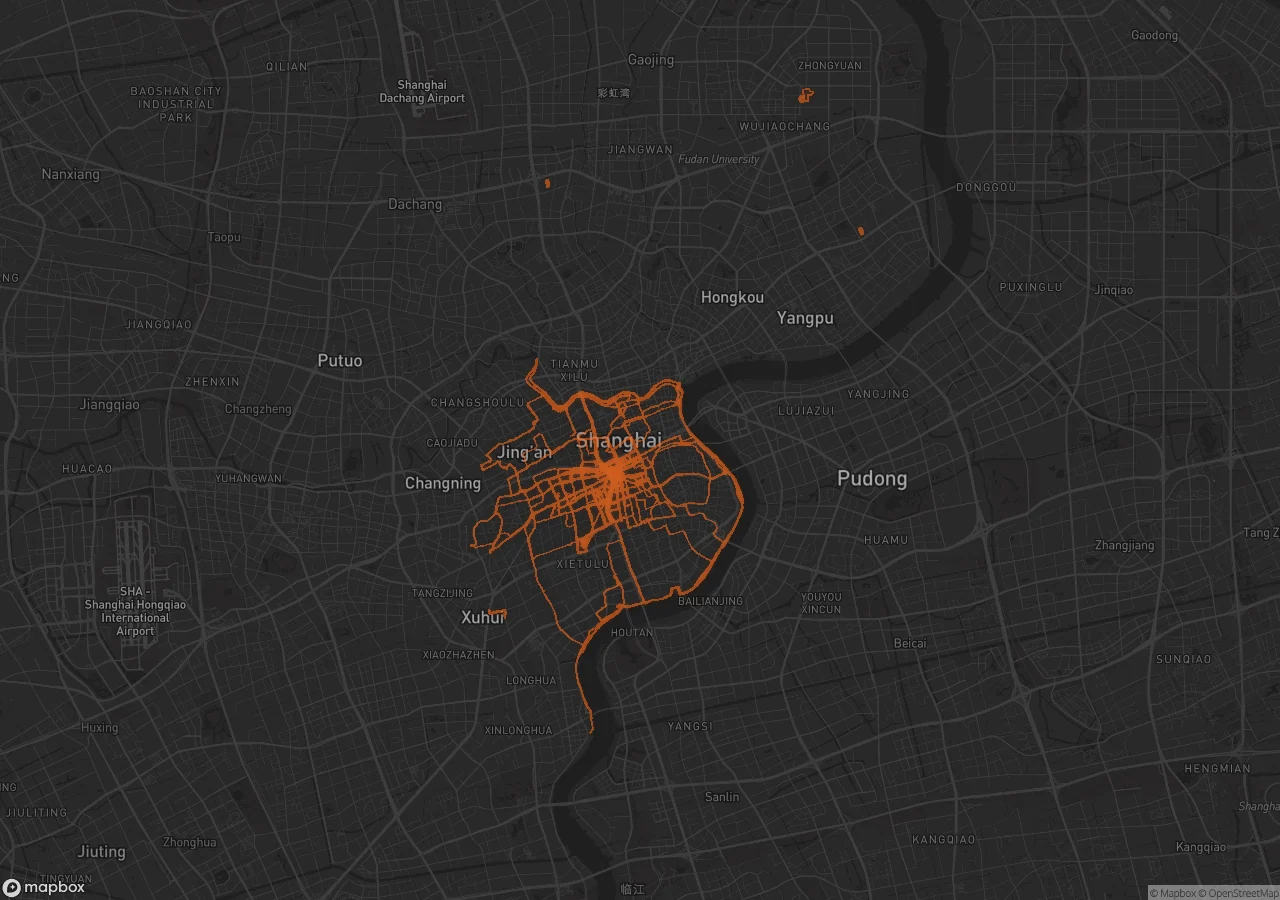 Gaodong
Gaojing
QILIAN
ZHONGYUAN
Shanghai
Dachang Airport
BAOSHAN CITY
INDUSTRIAL
PARK
彩虹湾
WUJIAOCHANG
JIANGWAN
Fudan University
Nanxiang
DONGGOU
Dachang
Taopu
NG
PUXINGLU
Jinqiao
Hongkou
Yangpu
JIANGQIAO
Putuo
TIANMU
XILU
ZHENXIN
YANGJING
CHANGSHOULU
Jiangqiao
Changzheng
LUJIAZUI
CAOJIADU
Shanghai
Jing'an
HUACAO
YUHANGWAN
Changning
Pudong
Tang Z
HUAMU
Zhangjiang
XIETULU
SHA -
Shanghai Hongqiao
International
Airport
TANGZIJING
BAILIANJING
YOUYOU
XINCUN
Xuhui
HOUTAN
Beicai
XIAOZHAZHEN
SUNQIAO
LONGHUA
Huxing
XINLONGHUA
YANGSI
HENGMIAN
NG
Sanlin
JIULITING
Shangha
Zhonghua
KANGQIAO
Kangqiao
Jiuting
TINGYUAN
临江
mapbox
© Mapbox © OpenStreetMap